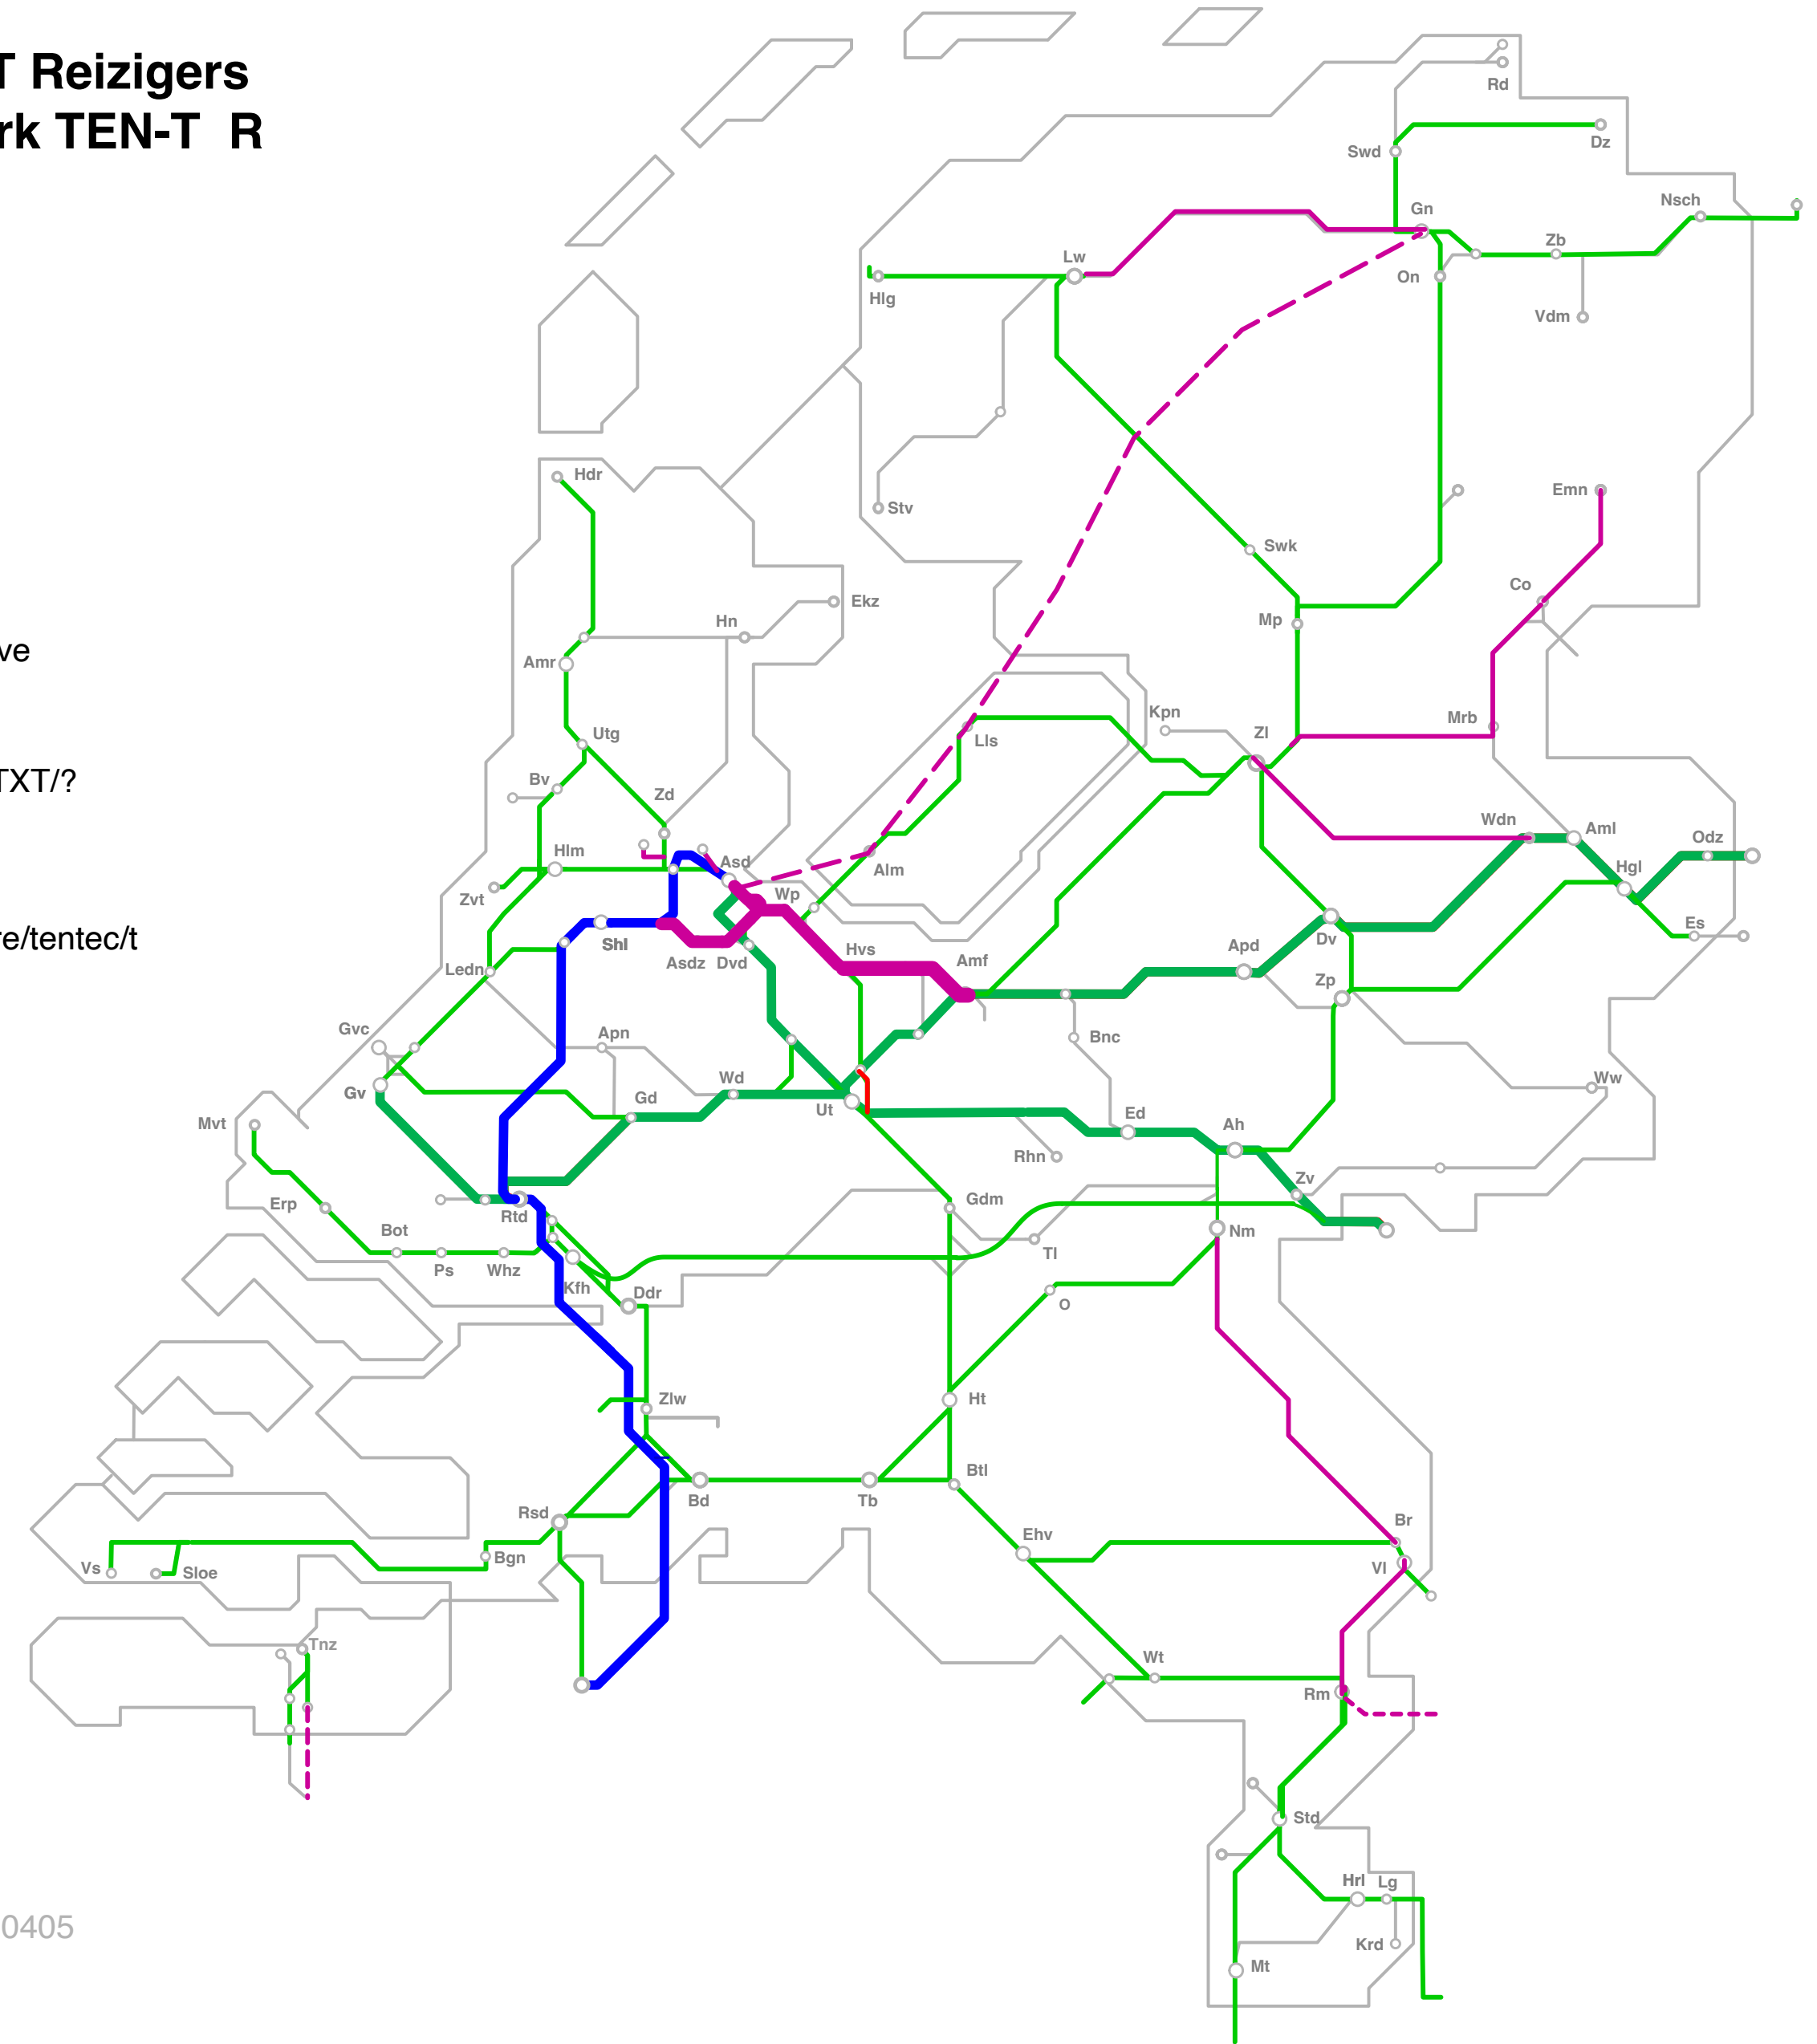 T Reizigers
rk TEN-T R
Rd
Dz
Swd
Nsch
Gn
Zb
Lw
On
Hlg
Vdm
Hdr
Emn
Stv
Swk
Co
Ekz
Hn
Mp
ve
Amr
Kpn
Mrb
Utg
Zl
Lls
TXT/?
Bv
Zd
Wdn
Aml
Odz
Hlm
Asd
Alm
Hgl
Zvt
Wp
Es
re/tentec/t
Shl
Hvs
Dv
Ledn
Asdz
Dvd
Amf
Apd
Zp
Gvc
Apn
Bnc
Wd
Ww
Gv
Gd
Ut
Ed
Ah
Mvt
Rhn
Zv
Erp
Rtd
Gdm
Bot
Nm
Tl
Ps
Whz
Kfh
Ddr
O
Zlw
Ht
Btl
Bd
Tb
Rsd
Br
Ehv
Bgn
Vs
Sloe
Vl
Tnz
Wt
Rm
Std
Hrl
Lg
0405
Krd
Mt